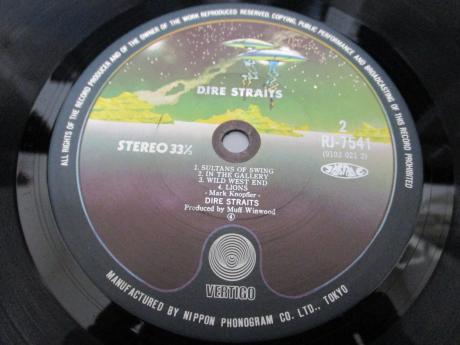 ALL RIGHTS OF THE RECORD PRODUCER AND OF THE OWNER OF THE WORK REPRODUCED RESERVED. COPYING, PUBLIC PERFORMANCE AND BROADCASTING OF THIS RECORD PROHIBITED
DIRE STRAITS
STEREO 33⅓
2
RJ-7541
(9102 021 2)
1. SULTANS OF SWING
2. IN THE GALLERY
3. WILD WEST END
4. LIONS
- Mark Knopfler -
DIRE STRAITS
Produced by Muff Winwood
④
VERTIGO
MANUFACTURED BY NIPPON PHONOGRAM CO. LTD., TOKYO